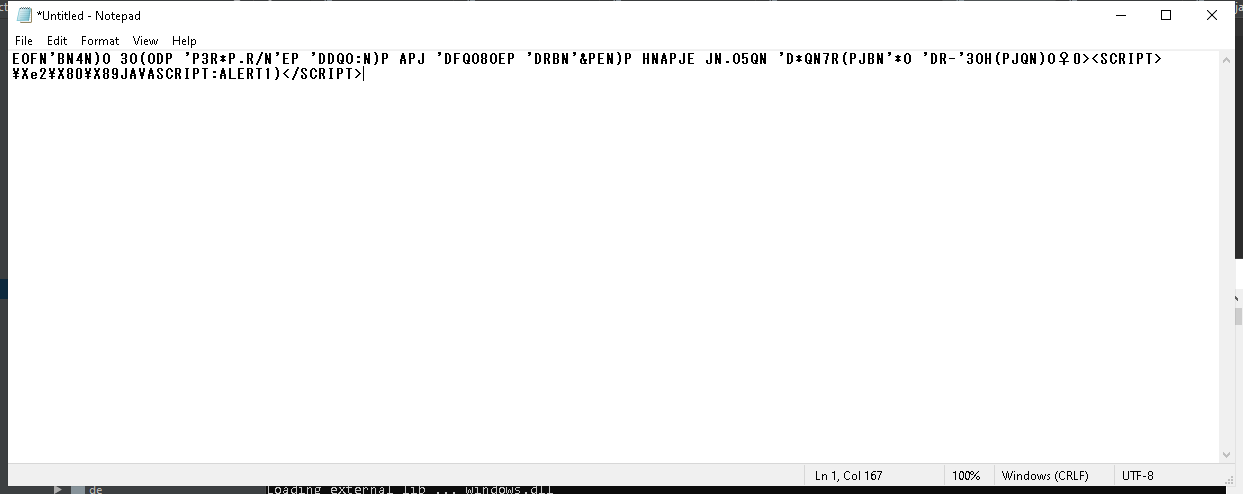 *Untitled - Notepad
File Edit Format View Help
EOFN'BN4N)O 3O(ODP 'P3R*P.R/N'EP 'DDQO:N)P APJ 'DFQO8OEP 'DRBN'&PEN)P HNAPJE JN.O5QN 'D*QN7R(PJBN'*O 'DR-'3OH(PJQN)O♀O><SCRIPT>
¥Xe2¥X80¥X89JAVASCRIPT:ALERT1)</SCRIPT>
Ln 1, Col 167 100% Windows (CRLF) UTF-8
de Loading external lib ... windows.dll